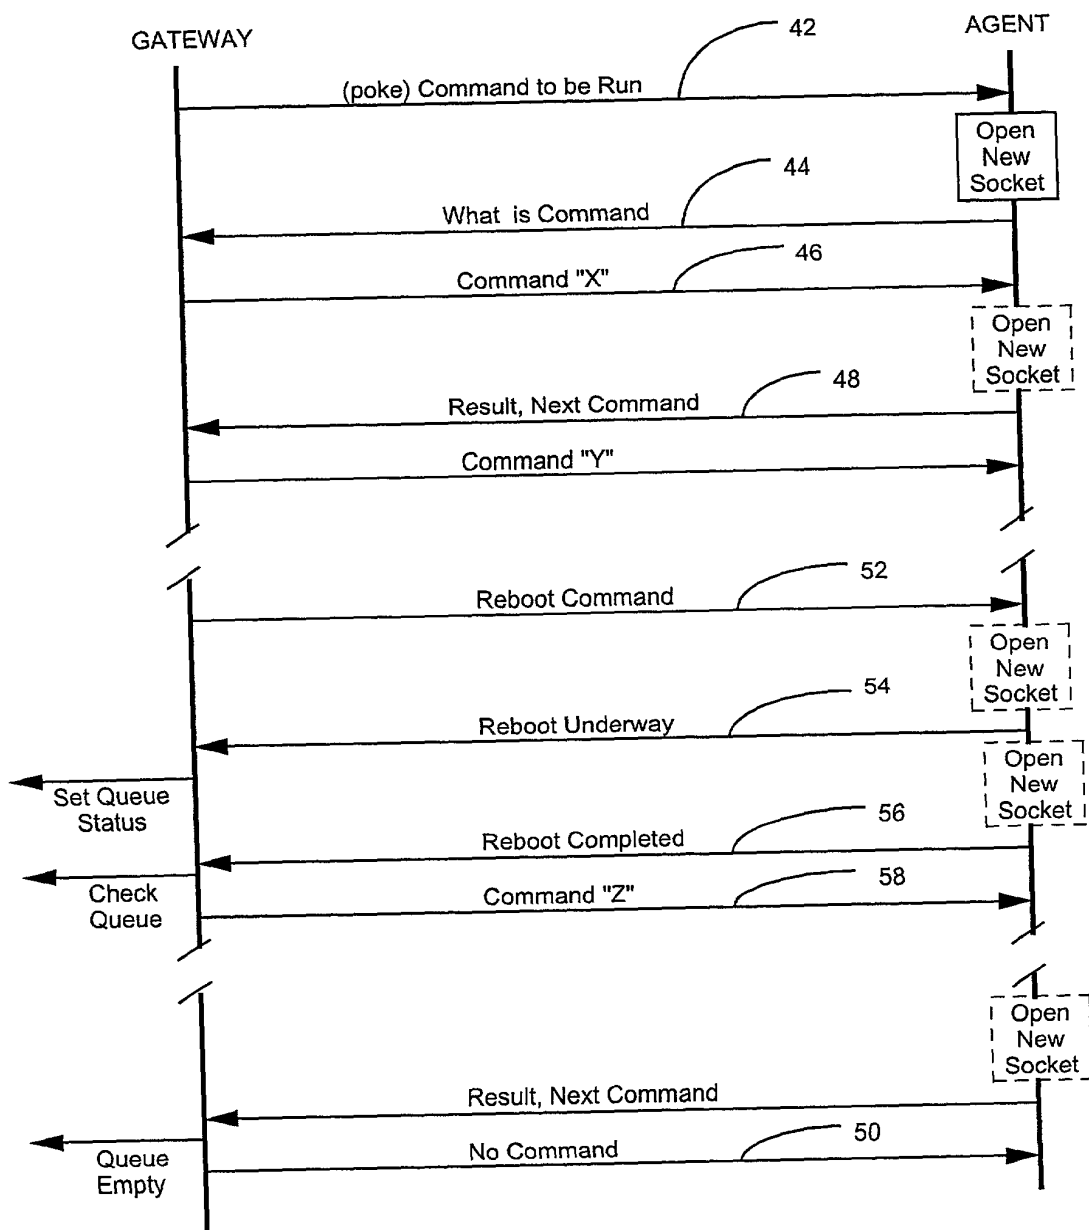 GATEWAY
AGENT
42
(poke) Command to be Run
Open
New
Socket
44
What is Command
46
Command "X"
Open
New
Socket
48
Result, Next Command
Command "Y"
52
Reboot Command
Open
New
Socket
54
Reboot Underway
Open
New
Socket
Set Queue
Status
56
Reboot Completed
58
Check
Queue
Command "Z"
Open
New
Socket
Result, Next Command
50
No Command
Queue
Empty